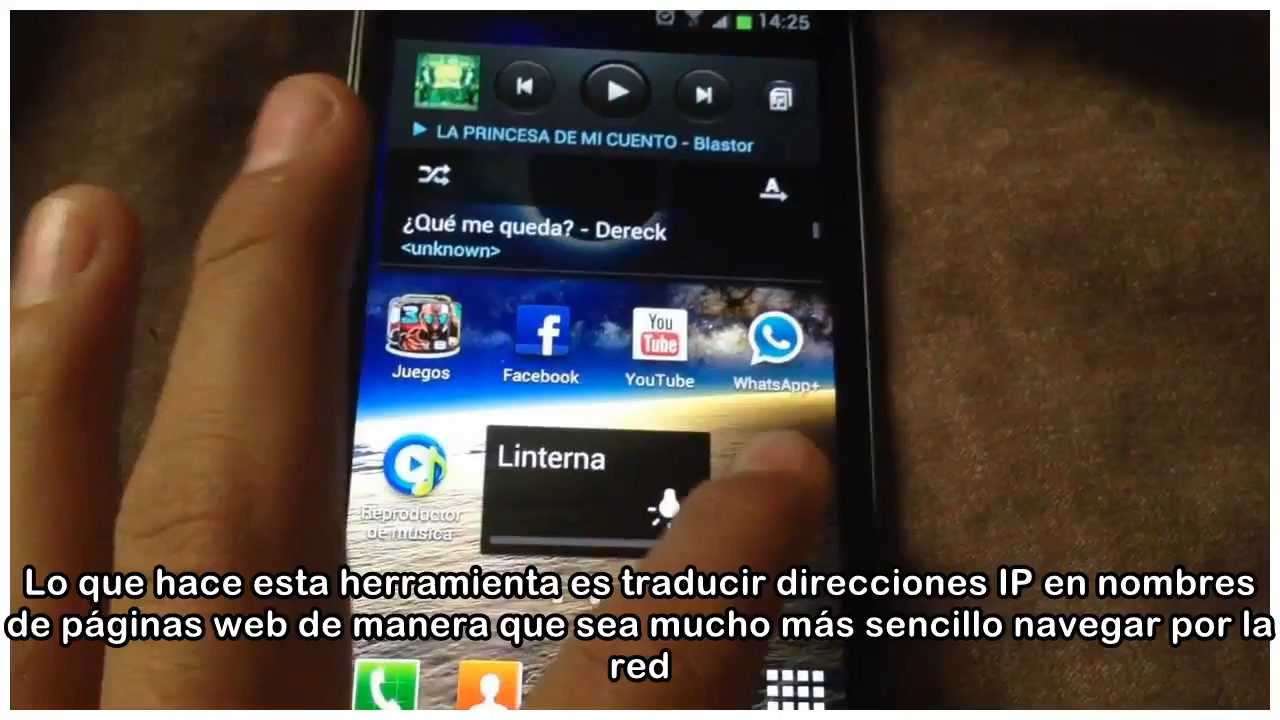 14:25
LA PRINCESA DE MI CUENTO - Blastor
A
¿Qué me queda? - Dereck
<unknown>
3
f
You
Tube
Juegos
Facebook
YouTube
WhatsApp+
Linterna
Reproductor
de música
Lo que hace esta herramienta es traducir direcciones IP en nombres
de páginas web de manera que sea mucho más sencillo navegar por la
red